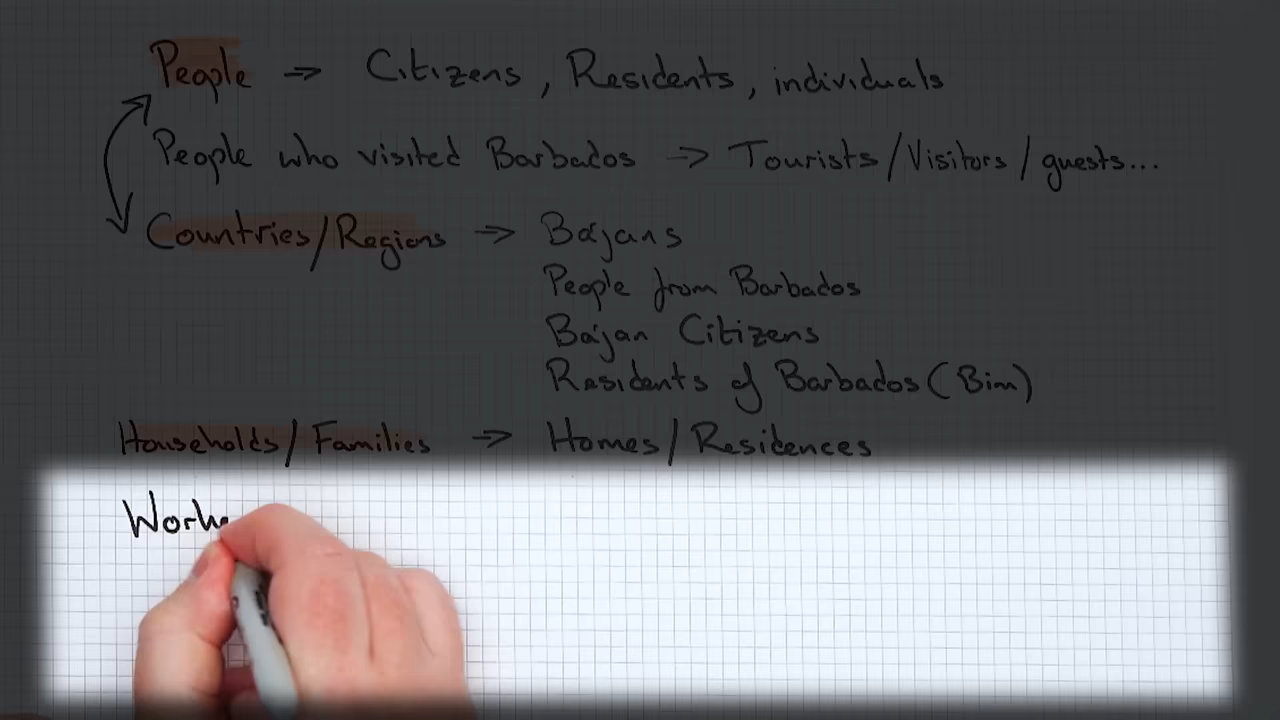 People → Citizens, Residents, individuals
People who visited Barbados → Tourists/Visitors/guests...
Countries/Regions → Bajans
People from Barbados
Bajan Citizens
Residents of Barbados (Bim)
Households/Families → Homes/Residences